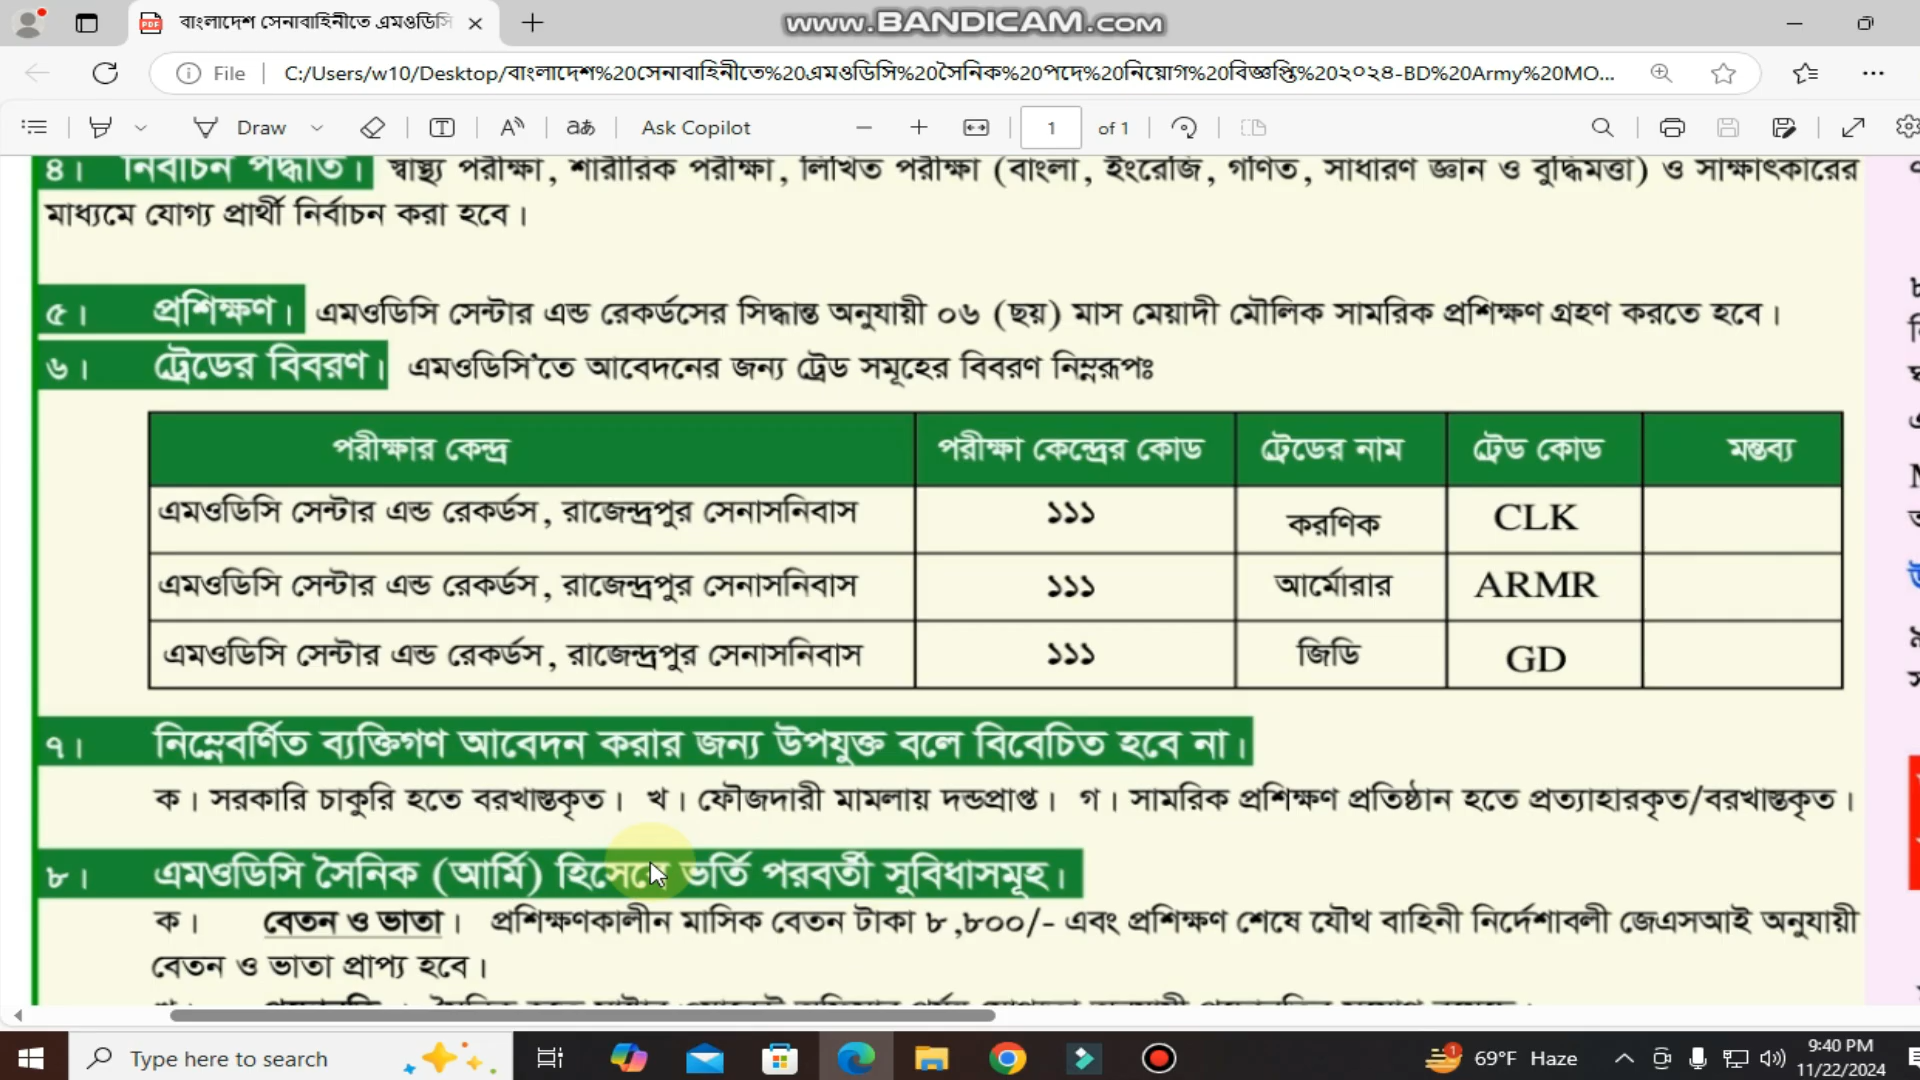 বাংলাদেশ সেনাবাহিনীতে এমওডিসি
www.BANDICAM.com
File
C:/Users/w10/Desktop/বাংলাদেশ%20সেনাবাহিনীতে%20এমওডিসি%20সৈনিক%20পদে%20নিয়োগ%20বিজ্ঞপ্তি%20২০২৪-BD%20Army%20MO...
Draw
Ask Copilot
1 of 1
৪। নির্বাচন পদ্ধতি। স্বাস্থ্য পরীক্ষা, শারীরিক পরীক্ষা, লিখিত পরীক্ষা (বাংলা, ইংরেজি, গণিত, সাধারণ জ্ঞান ও বুদ্ধিমত্তা) ও সাক্ষাৎকারের
মাধ্যমে যোগ্য প্রার্থী নির্বাচন করা হবে।
৫। প্রশিক্ষণ। এমওডিসি সেন্টার এন্ড রেকর্ডসের সিদ্ধান্ত অনুযায়ী ০৬ (ছয়) মাস মেয়াদী মৌলিক সামরিক প্রশিক্ষণ গ্রহণ করতে হবে।
৬। ট্রেডের বিবরণ। এমওডিসি'তে আবেদনের জন্য ট্রেড সমূহের বিবরণ নিম্নরূপঃ
পরীক্ষার কেন্দ্র পরীক্ষা কেন্দ্রের কোড ট্রেডের নাম ট্রেড কোড মন্তব্য
এমওডিসি সেন্টার এন্ড রেকর্ডস, রাজেন্দ্রপুর সেনাসনিবাস ১১১ করণিক CLK
এমওডিসি সেন্টার এন্ড রেকর্ডস, রাজেন্দ্রপুর সেনাসনিবাস ১১১ আর্মোরার ARMR
এমওডিসি সেন্টার এন্ড রেকর্ডস, রাজেন্দ্রপুর সেনাসনিবাস ১১১ জিডি GD
৭। নিম্নেবর্ণিত ব্যক্তিগণ আবেদন করার জন্য উপযুক্ত বলে বিবেচিত হবে না।
ক। সরকারি চাকুরি হতে বরখাস্তকৃত। খ। ফৌজদারী মামলায় দন্ডপ্রাপ্ত। গ। সামরিক প্রশিক্ষণ প্রতিষ্ঠান হতে প্রত্যাহারকৃত/বরখাস্তকৃত।
৮। এমওডিসি সৈনিক (আর্মি) হিসেবে ভর্তি পরবর্তী সুবিধাসমূহ।
ক। বেতন ও ভাতা। প্রশিক্ষণকালীন মাসিক বেতন টাকা ৮,৮০০/- এবং প্রশিক্ষণ শেষে যৌথ বাহিনী নির্দেশাবলী জেএসআই অনুযায়ী
বেতন ও ভাতা প্রাপ্য হবে।
Type here to search
69°F Haze
9:40 PM
11/22/2024